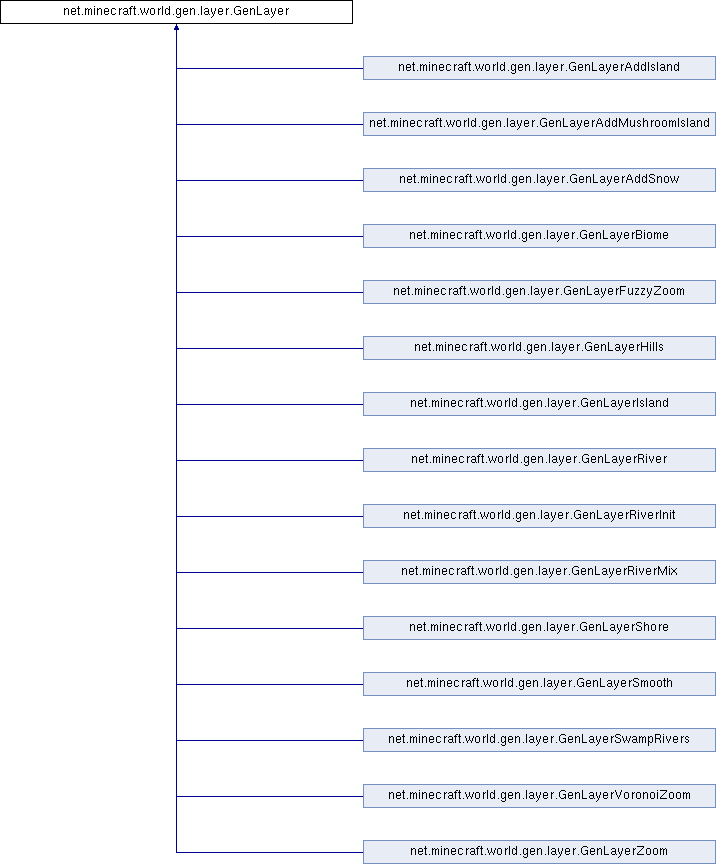 net.minecraft.world.gen.layer.GenLayer
net.minecraft.world.gen.layer.GenLayerAddIsland
net.minecraft.world.gen.layer.GenLayerAddMushroomIsland
net.minecraft.world.gen.layer.GenLayerAddSnow
net.minecraft.world.gen.layer.GenLayerBiome
net.minecraft.world.gen.layer.GenLayerFuzzyZoom
net.minecraft.world.gen.layer.GenLayerHills
net.minecraft.world.gen.layer.GenLayerIsland
net.minecraft.world.gen.layer.GenLayerRiver
net.minecraft.world.gen.layer.GenLayerRiverInit
net.minecraft.world.gen.layer.GenLayerRiverMix
net.minecraft.world.gen.layer.GenLayerShore
net.minecraft.world.gen.layer.GenLayerSmooth
net.minecraft.world.gen.layer.GenLayerSwampRivers
net.minecraft.world.gen.layer.GenLayerVoronoiZoom
net.minecraft.world.gen.layer.GenLayerZoom